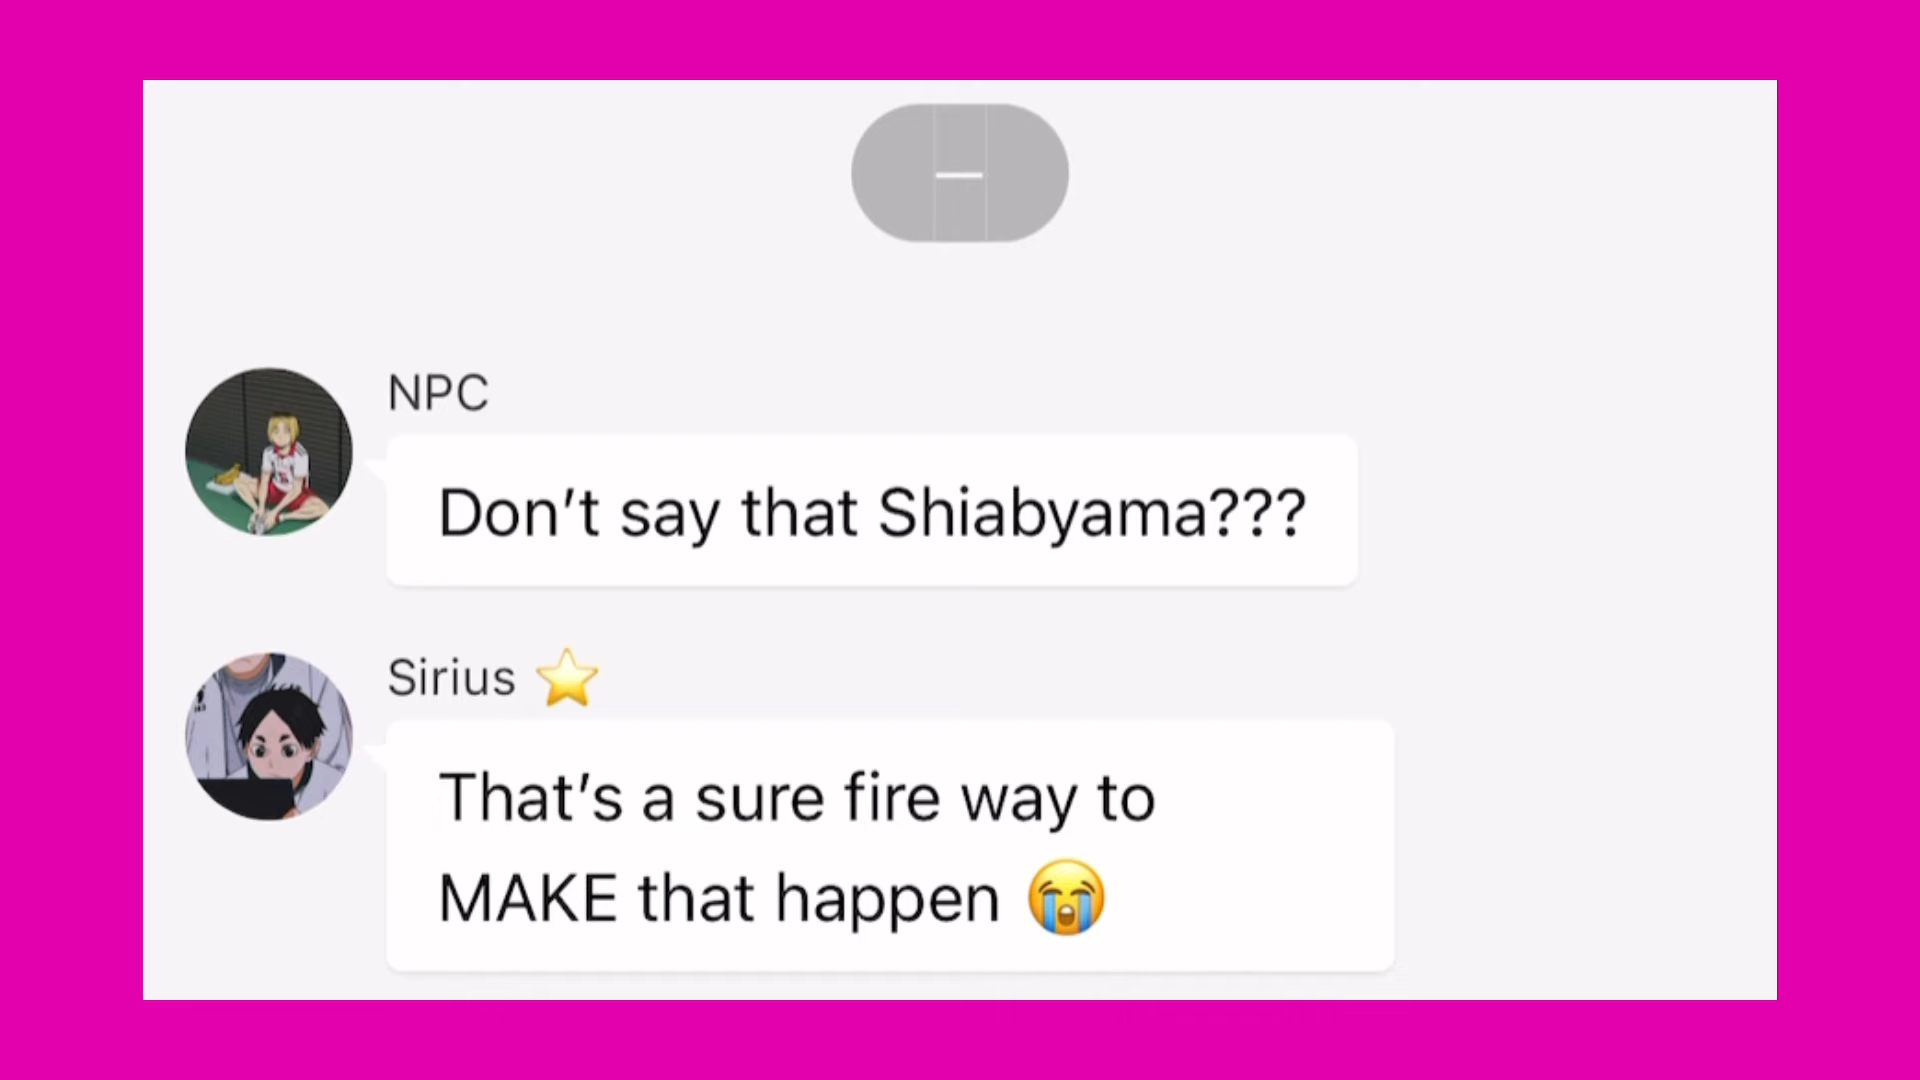 —
NPC
Don’t say that Shiabyama???
Sirius ⭐
That’s a sure fire way to
MAKE that happen 😭